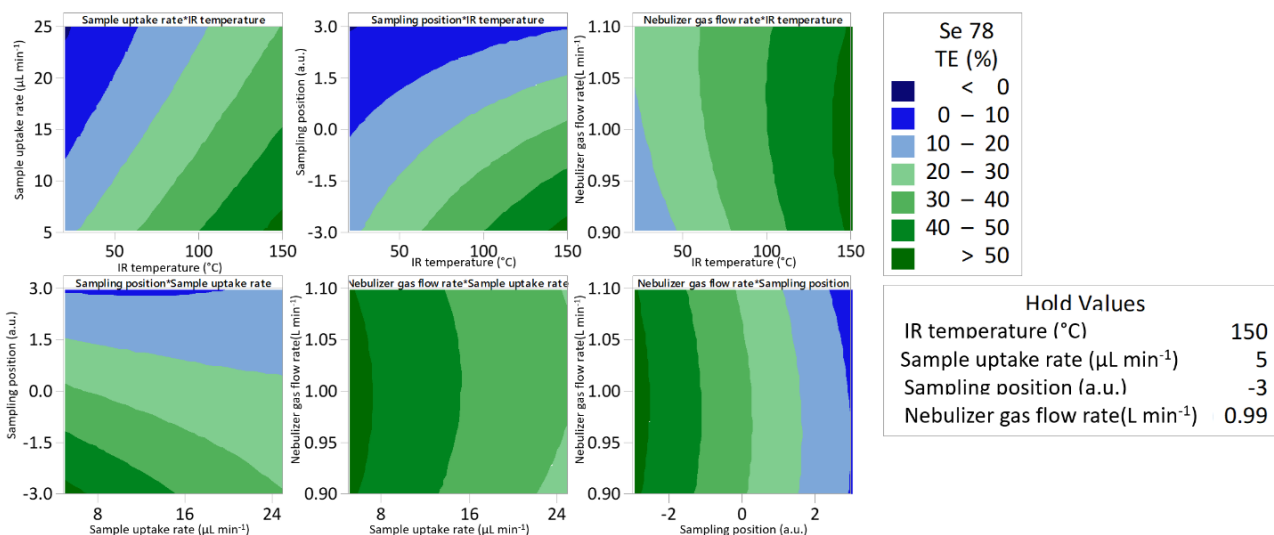 Sample uptake rate*IR temperature
Sample uptake rate (µL min⁻¹)
25
20
15
10
5
50
100
150
IR temperature (°C)
Sampling position*IR temperature
Sampling position (a.u.)
3.0
1.5
0.0
-1.5
-3.0
50
100
150
IR temperature (°C)
Nebulizer gas flow rate*IR temperature
Nebulizer gas flow rate(L min⁻¹)
1.10
1.05
1.00
0.95
0.90
50
100
150
IR temperature (°C)
Se 78
TE (%)
< 0
0 – 10
10 – 20
20 – 30
30 – 40
40 – 50
> 50
Sampling position*Sample uptake rate
Sampling position (a.u.)
3.0
1.5
0.0
-1.5
-3.0
8
16
24
Sample uptake rate (µL min⁻¹)
Nebulizer gas flow rate*Sample uptake rate
Nebulizer gas flow rate(L min⁻¹)
1.10
1.05
1.00
0.95
0.90
8
16
24
Sample uptake rate (µL min⁻¹)
Nebulizer gas flow rate*Sampling position
Nebulizer gas flow rate(L min⁻¹)
1.10
1.05
1.00
0.95
0.90
-2
0
2
Sampling position (a.u.)
Hold Values
IR temperature (°C) 150
Sample uptake rate (µL min⁻¹) 5
Sampling position (a.u.) -3
Nebulizer gas flow rate(L min⁻¹) 0.99